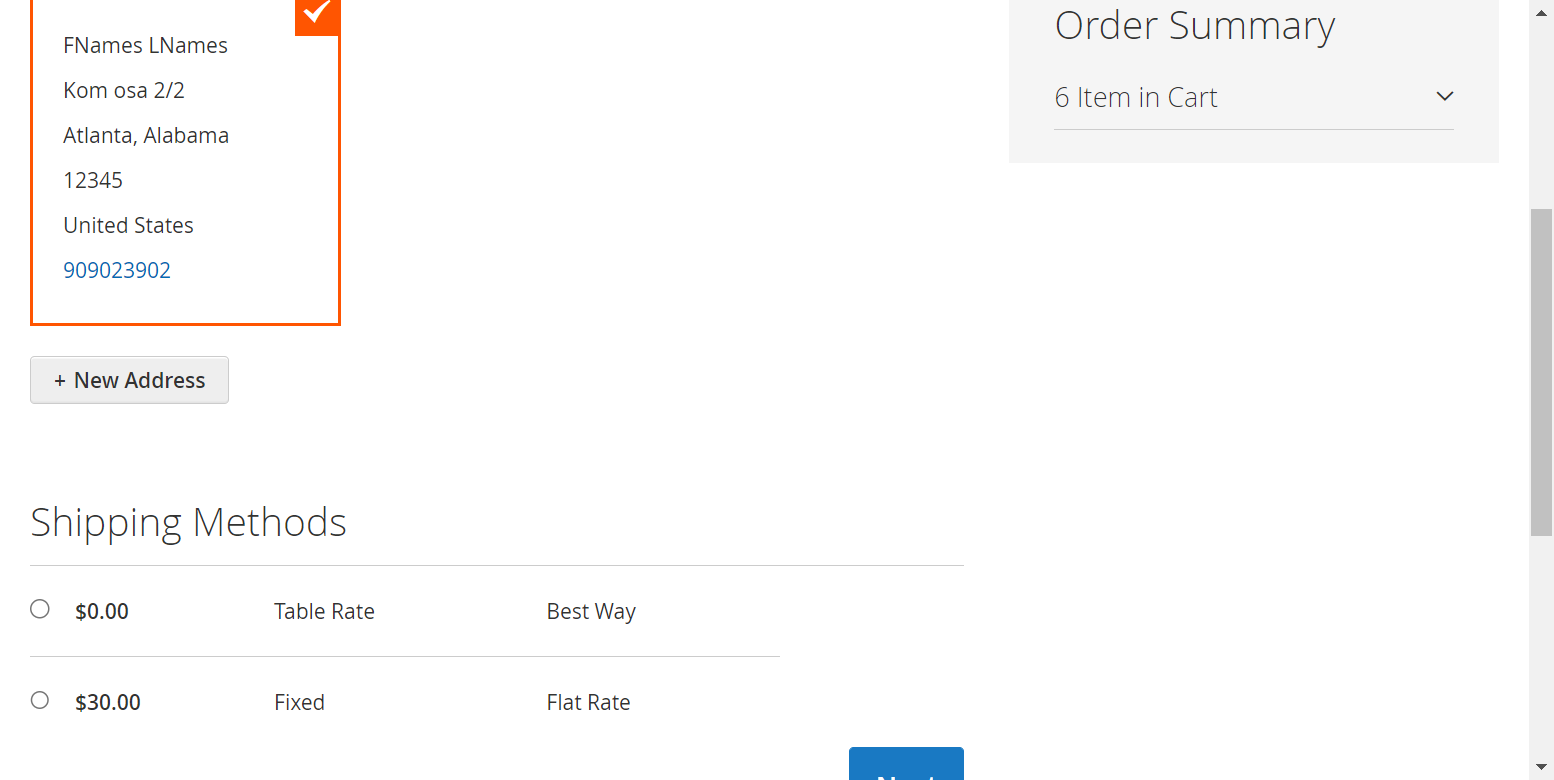 FNames LNames
Kom osa 2/2
Atlanta, Alabama
12345
United States
909023902
+ New Address
Order Summary
6 Item in Cart
Shipping Methods
$0.00 Table Rate Best Way
$30.00 Fixed Flat Rate